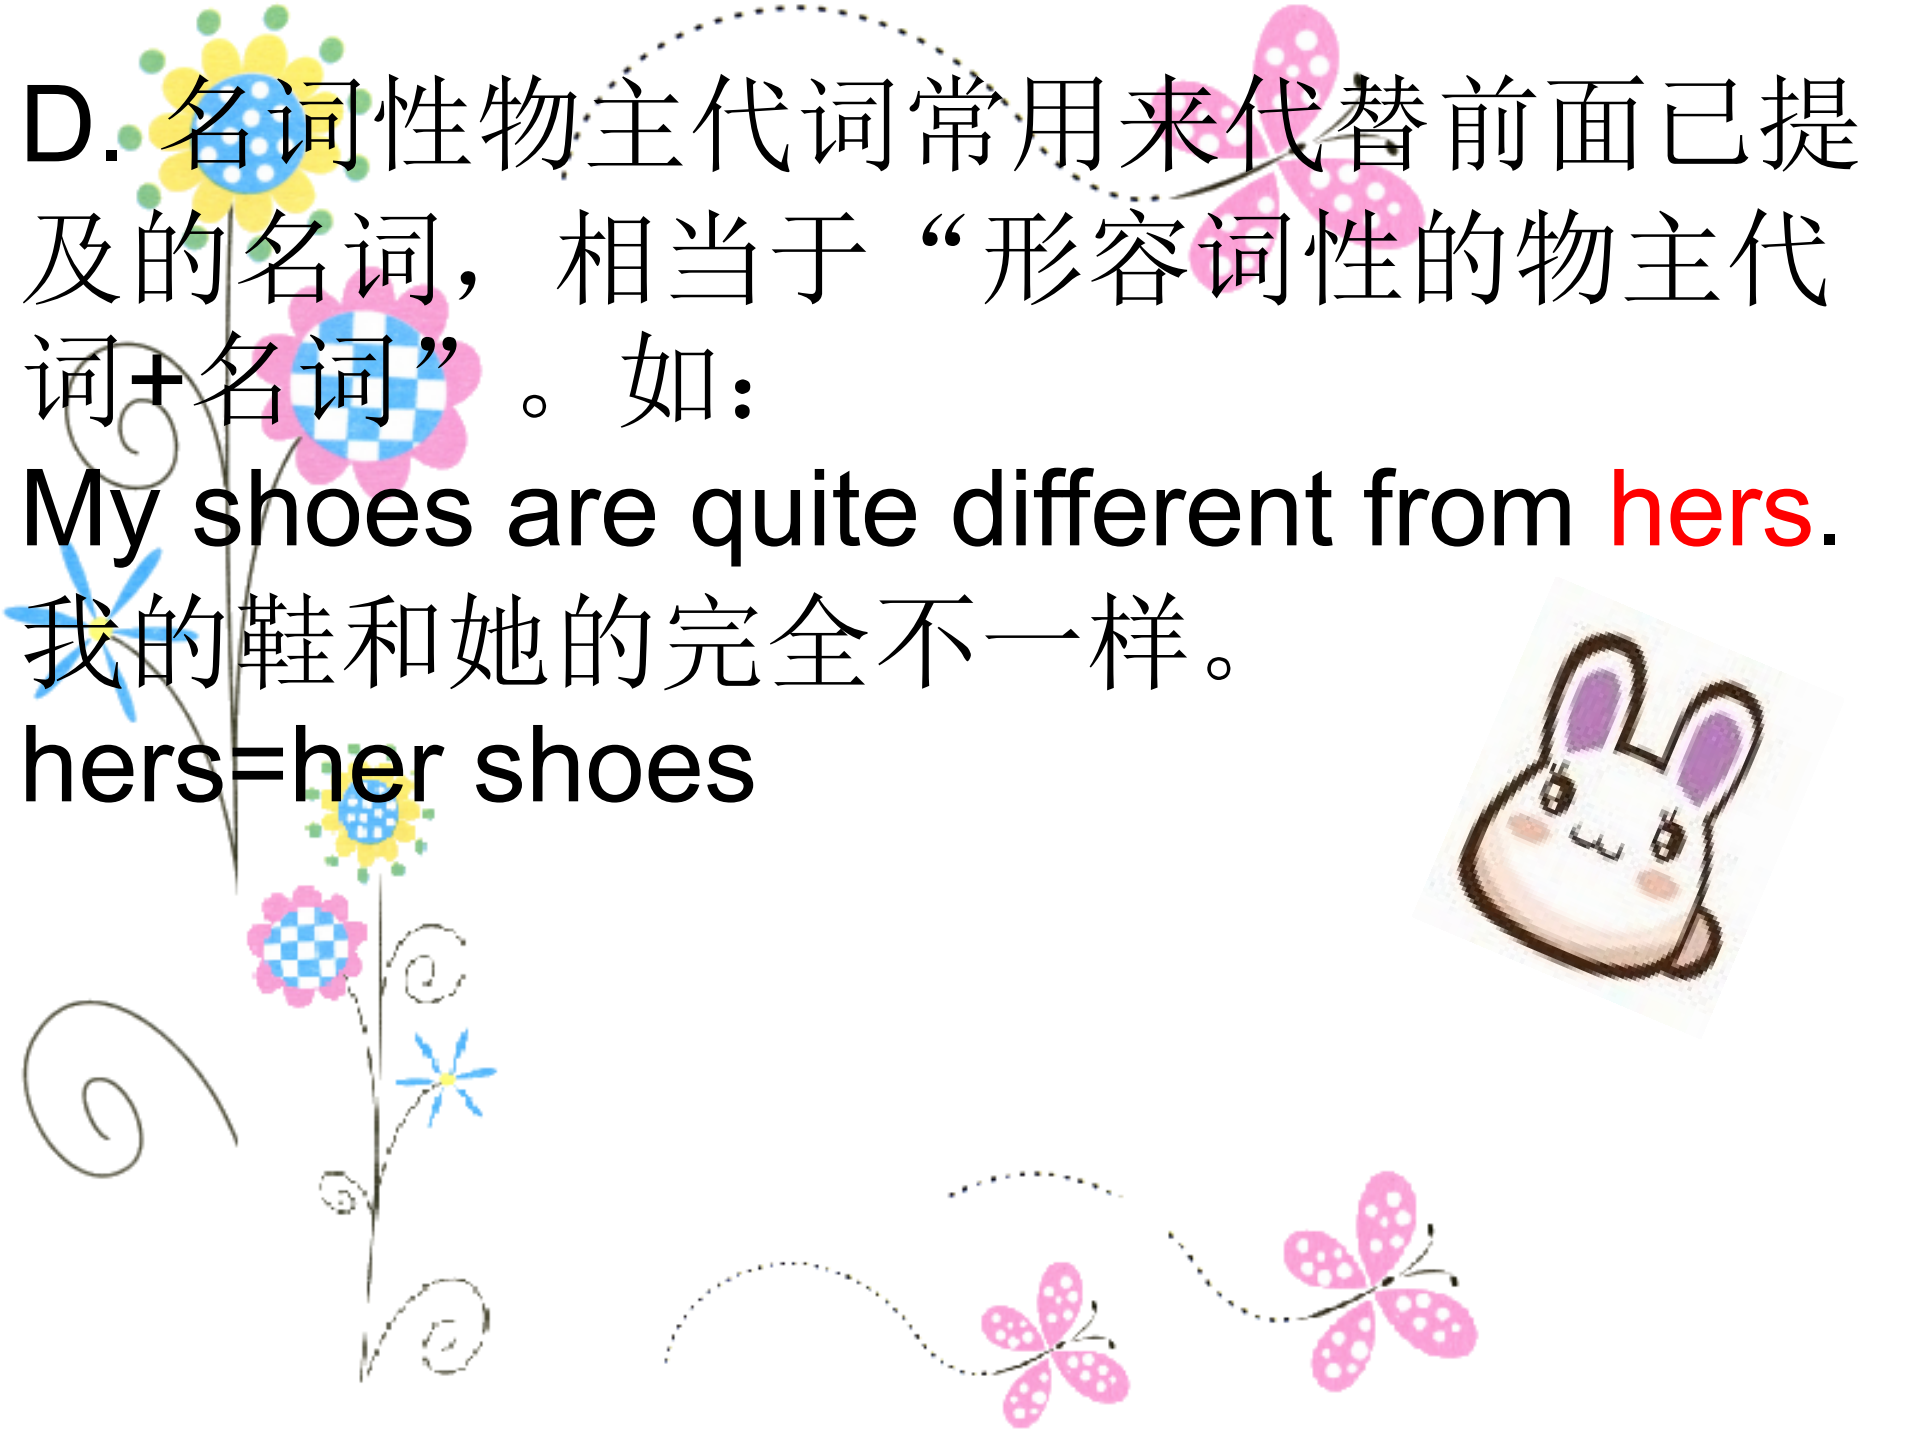 D. 名词性物主代词常用来代替前面已提
及的名词，相当于“形容词性的物主代
词+名词”。如：
My shoes are quite different from hers.
我的鞋和她的完全不一样。
hers=her shoes